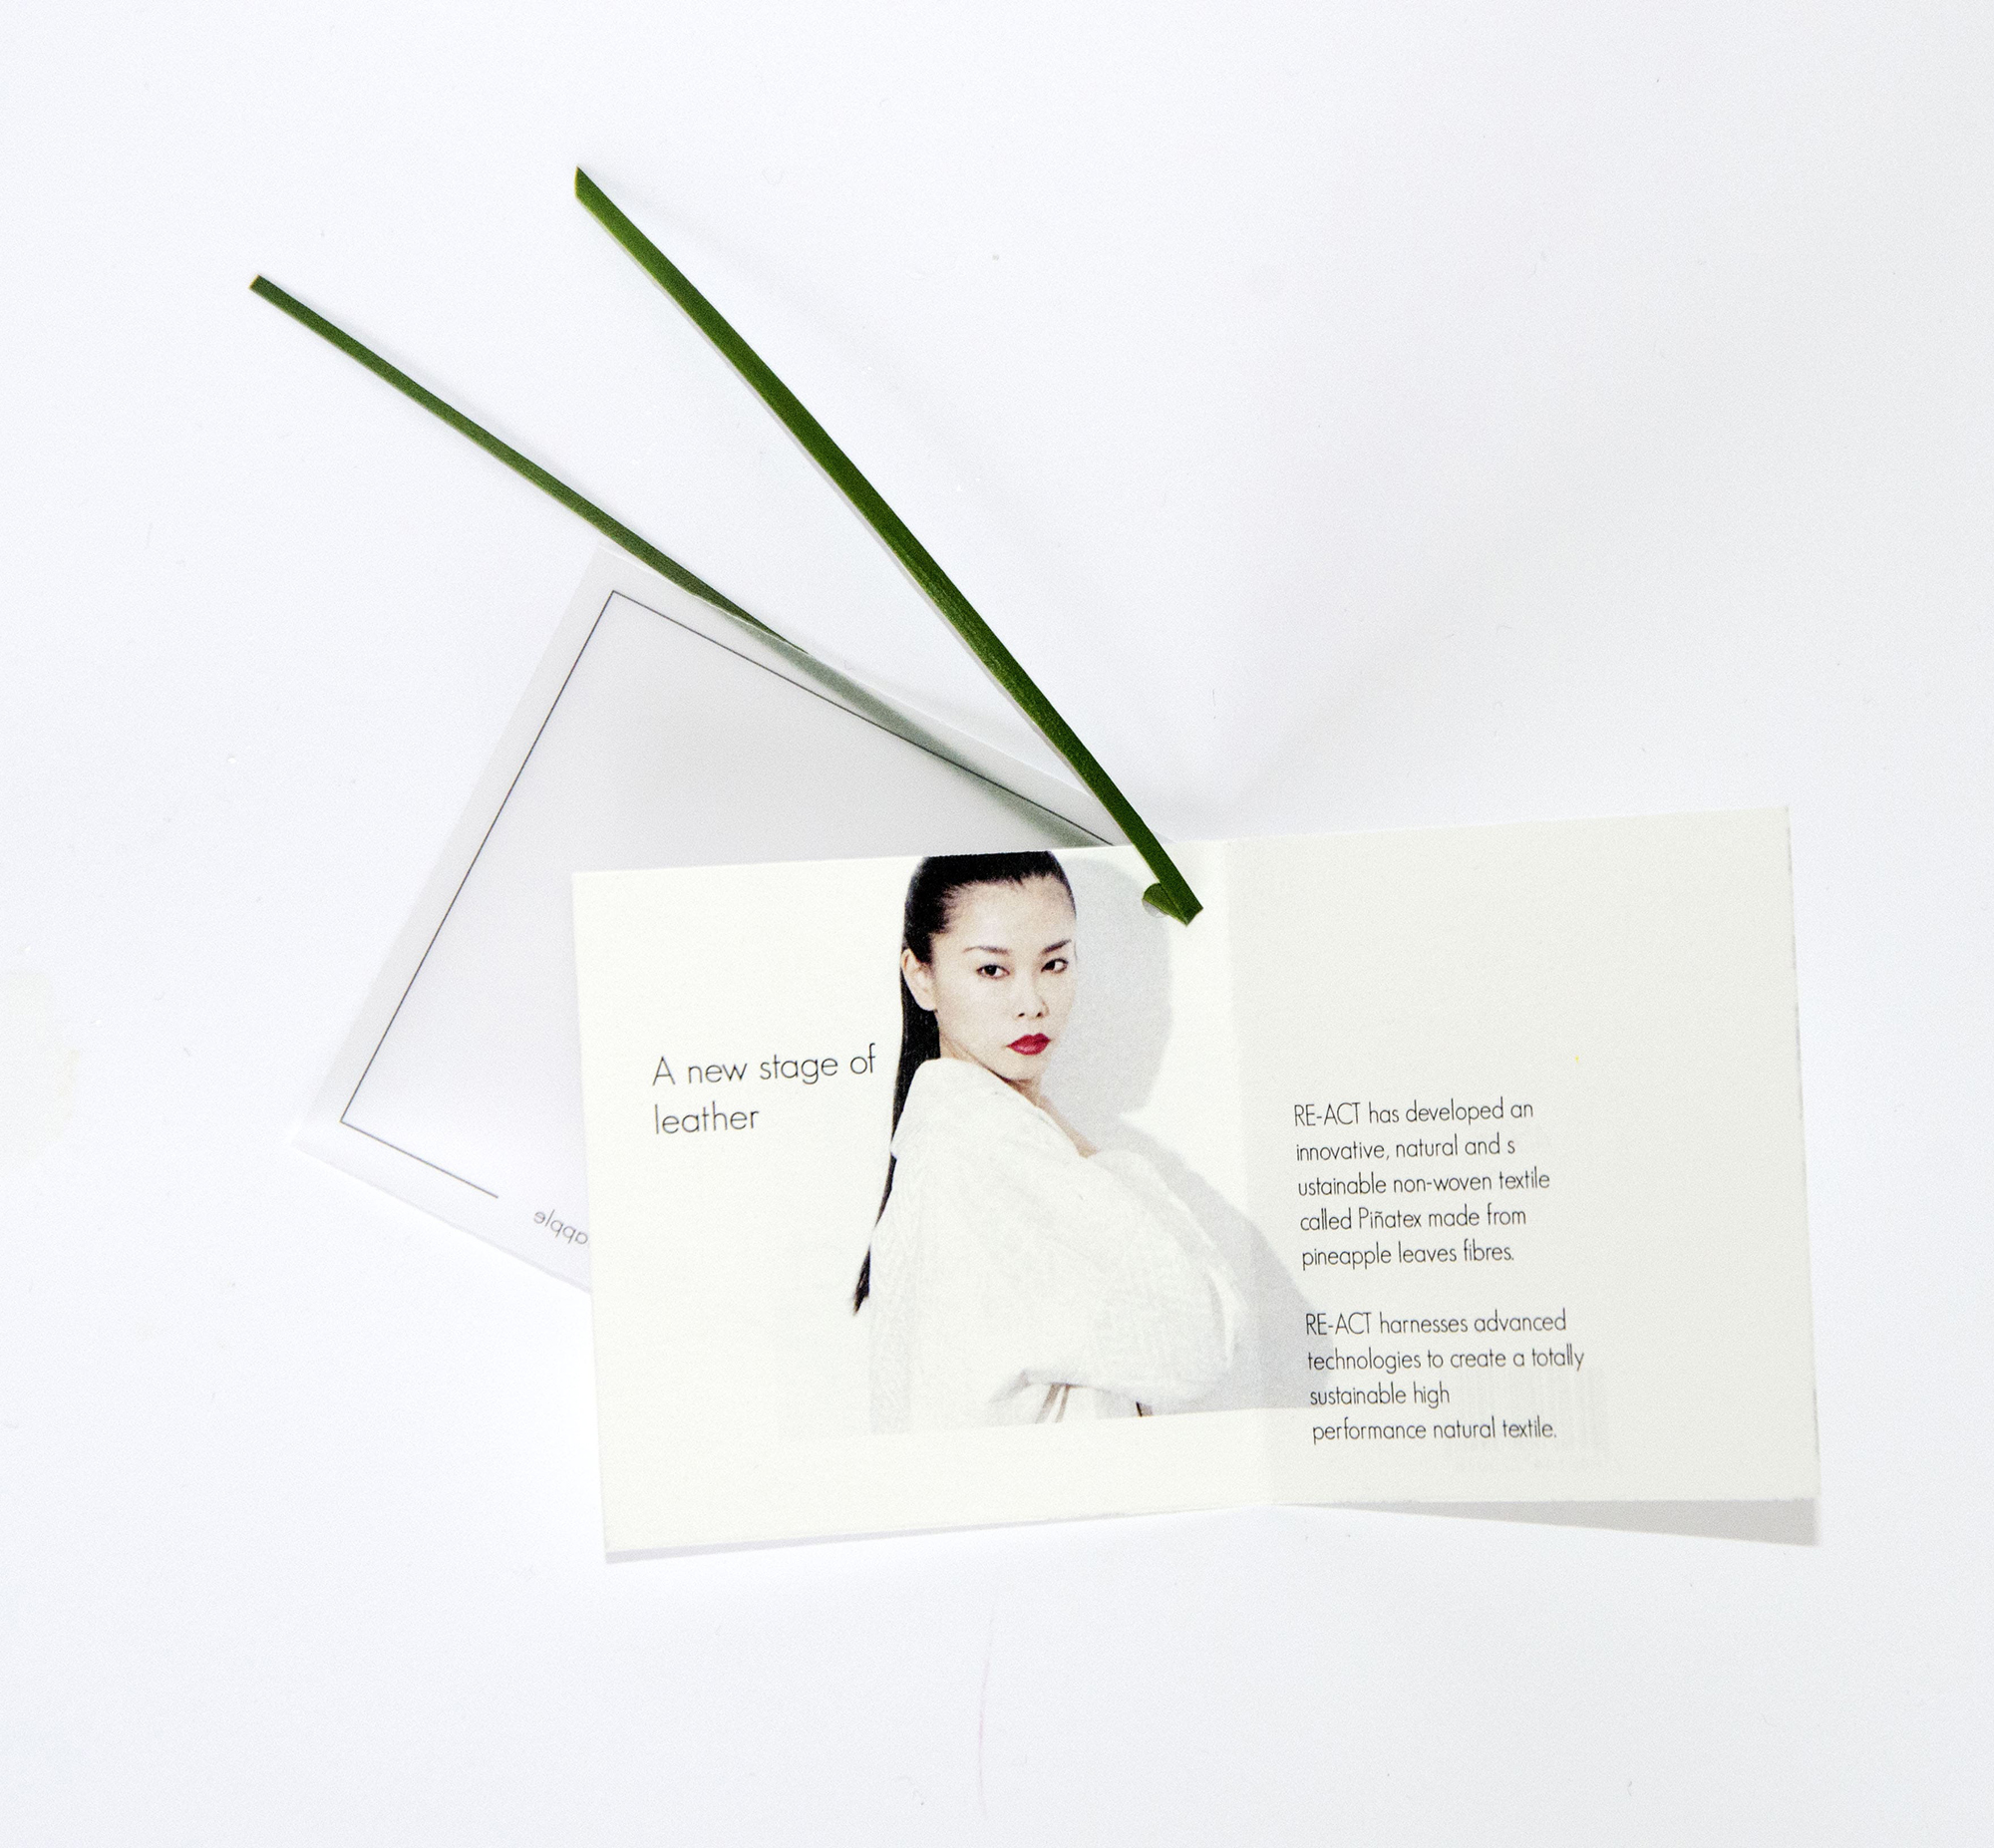 A new stage of
leather
RE-ACT has developed an
innovative, natural and s
ustainable non-woven textile
called Piñatex made from
pineapple leaves fibres.
RE-ACT harnesses advanced
technologies to create a totally
sustainable high
performance natural textile.
apple